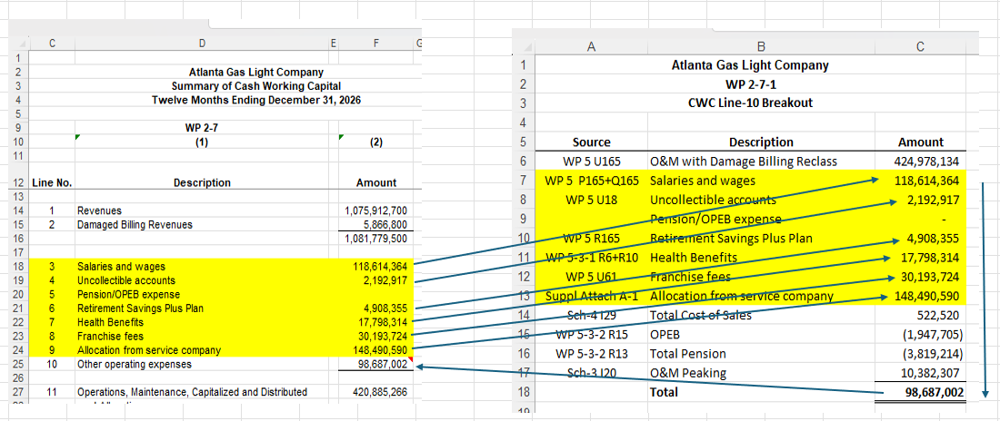 C D E F G
1
2 Atlanta Gas Light Company
3 Summary of Cash Working Capital
4 Twelve Months Ending December 31, 2026
5
9 WP 2-7
10 (1) (2)
11
12 Line No. Description Amount
13
14 1 Revenues 1,075,912,700
15 2 Damaged Billing Revenues 5,866,800
16 1,081,779,500
17
18 3 Salaries and wages 118,614,364
19 4 Uncollectible accounts 2,192,917
20 5 Pension/OPEB expense
21 6 Retirement Savings Plus Plan 4,908,355
22 7 Health Benefits 17,798,314
23 8 Franchise fees 30,193,724
24 9 Allocation from service company 148,490,590
25 10 Other operating expenses 98,687,002
26
27 11 Operations, Maintenance, Capitalized and Distributed 420,885,266
A B C
1 Atlanta Gas Light Company
2 WP 2-7-1
3 CWC Line-10 Breakout
4
5 Source Description Amount
6 WP 5 U165 O&M with Damage Billing Reclass 424,978,134
7 WP 5 P165+Q165 Salaries and wages 118,614,364
8 WP 5 U18 Uncollectible accounts 2,192,917
9 Pension/OPEB expense -
10 WP 5 R165 Retirement Savings Plus Plan 4,908,355
11 WP 5-3-1 R6+R10 Health Benefits 17,798,314
12 WP 5 U61 Franchise fees 30,193,724
13 Suppl Attach A-1 Allocation from service company 148,490,590
14 Sch-4 I29 Total Cost of Sales 522,520
15 WP 5-3-2 R15 OPEB (1,947,705)
16 WP 5-3-2 R13 Total Pension (3,819,214)
17 Sch-3 I20 O&M Peaking 10,382,307
18 Total 98,687,002
19